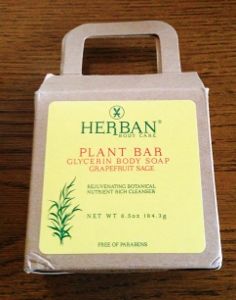 HERBAN®
BODY CARE
PLANT BAR
GLYCERIN BODY SOAP
GRAPEFRUIT SAGE
REJUVENATING BOTANICAL
NUTRIENT RICH CLEANSER
NET WT 6.5oz (84.3g)
FREE OF PARABENS